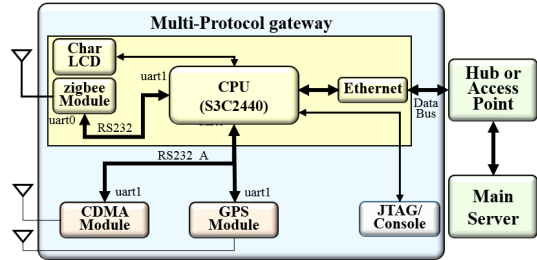 Multi-Protocol gateway
Char
LCD
uart1
zigbee
Module
uart0
RS232
CPU
(S3C2440)
Ethernet
Data
Bus
Hub or
Access
Point
RS232_A
uart1
uart1
CDMA
Module
GPS
Module
JTAG/
Console
Main
Server